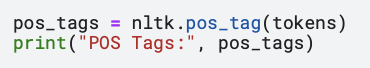 pos_tags = nltk.pos_tag(tokens)
print("POS Tags:", pos_tags)